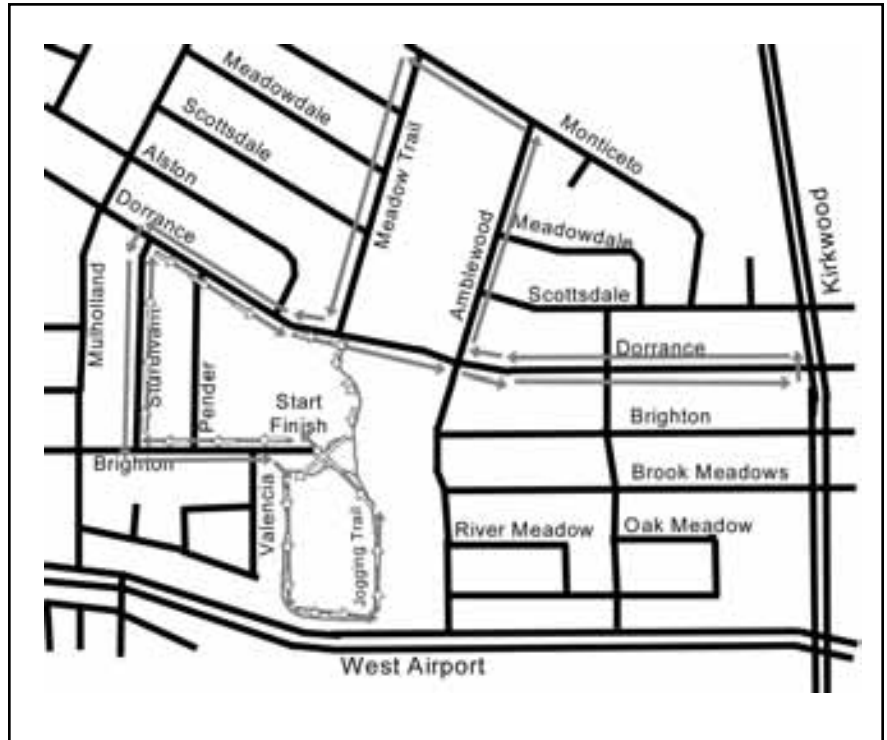 Meadowdale
Scottsdale
Alston
Dorrance
Meadow Trail
Monticeto
Amblewood
Meadowdale
Scottsdale
Kirkwood
Mulholland
Pender
Start
Finish
Dorrance
Brighton
Brighton
Brook Meadows
Valencia
Jogging Trail
River Meadow
Oak Meadow
West Airport